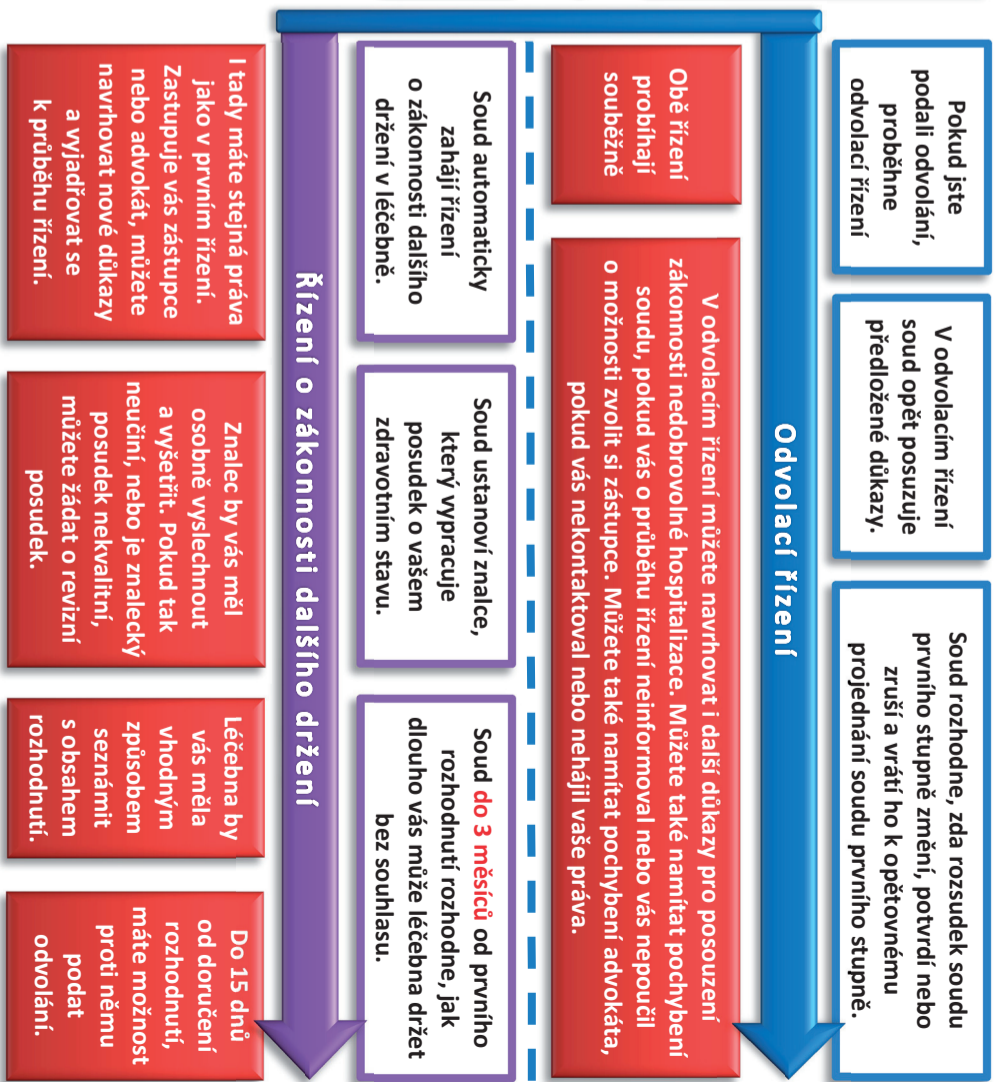 Pokud jste
podali odvolání,
proběhne
odvolací řízení
V odvolacím řízení
soud opět posuzuje
předložené důkazy.
Soud rozhodne, zda rozsudek soudu
prvního stupně změní, potvrdí nebo
zruší a vrátí ho k opětovnému
projednání soudu prvního stupně.
Odvolací řízení
Obě řízení
probíhají
souběžně
V odvolacím řízení můžete navrhovat i další důkazy pro posouzení
zákonnosti nedobrovolné hospitalizace. Můžete také namítat pochybení
soudu, pokud vás o průběhu řízení neinformoval nebo vás nepoučil
o možnosti zvolit si zástupce. Můžete také namítat pochybení advokáta,
pokud vás nekontaktoval nebo nehájil vaše práva.
Soud automaticky
zahájí řízení
o zákonnosti dalšího
držení v léčebně.
Soud ustanoví znalce,
který vypracuje
posudek o vašem
zdravotním stavu.
Soud do 3 měsíců od prvního
rozhodnutí rozhodne, jak
dlouho vás může léčebna držet
bez souhlasu.
Řízení o zákonnosti dalšího držení
I tady máte stejná práva
jako v prvním řízení.
Zastupuje vás zástupce
nebo advokát, můžete
navrhovat nové důkazy
a vyjadřovat se
k průběhu řízení.
Znalec by vás měl
osobně vyslechnout
a vyšetřit. Pokud tak
neučiní, nebo je znalecký
posudek nekvalitní,
můžete žádat o revizní
posudek.
Léčebna by
vás měla
vhodným
způsobem
seznámit
s obsahem
rozhodnutí.
Do 15 dnů
od doručení
rozhodnutí,
máte možnost
proti němu
podat
odvolání.